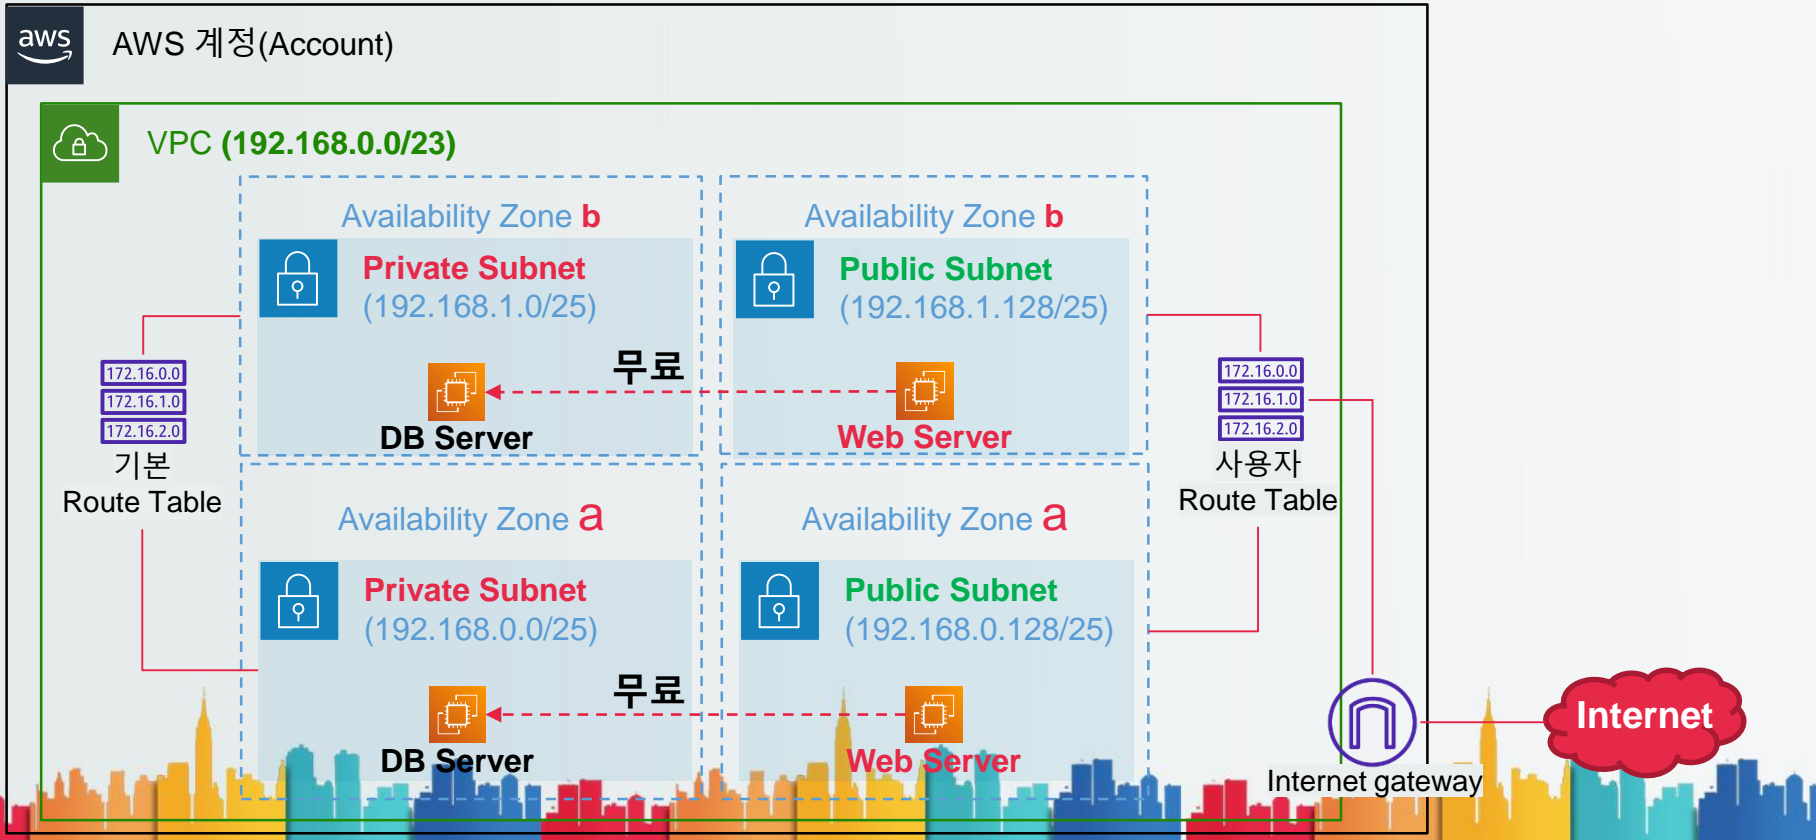 aws
AWS 계정(Account)
VPC (192.168.0.0/23)
Availability Zone b
Private Subnet
(192.168.1.0/25)
DB Server
무료
Availability Zone b
Public Subnet
(192.168.1.128/25)
Web Server
172.16.0.0
172.16.1.0
172.16.2.0
기본
Route Table
172.16.0.0
172.16.1.0
172.16.2.0
사용자
Route Table
Availability Zone a
Private Subnet
(192.168.0.0/25)
DB Server
무료
Availability Zone a
Public Subnet
(192.168.0.128/25)
Web Server
Internet gateway
Internet